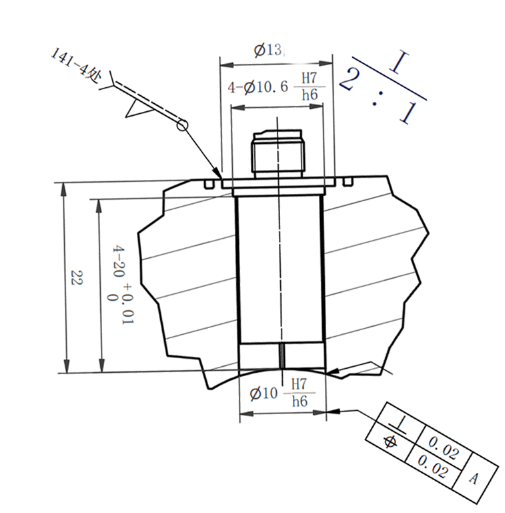 141-4处
Ø13
4-Ø10.6 H7
h6
I
2 : 1
22
4-20 +0.01
0
Ø10 H7
h6
⊥ 0.02 A
⌖ 0.02